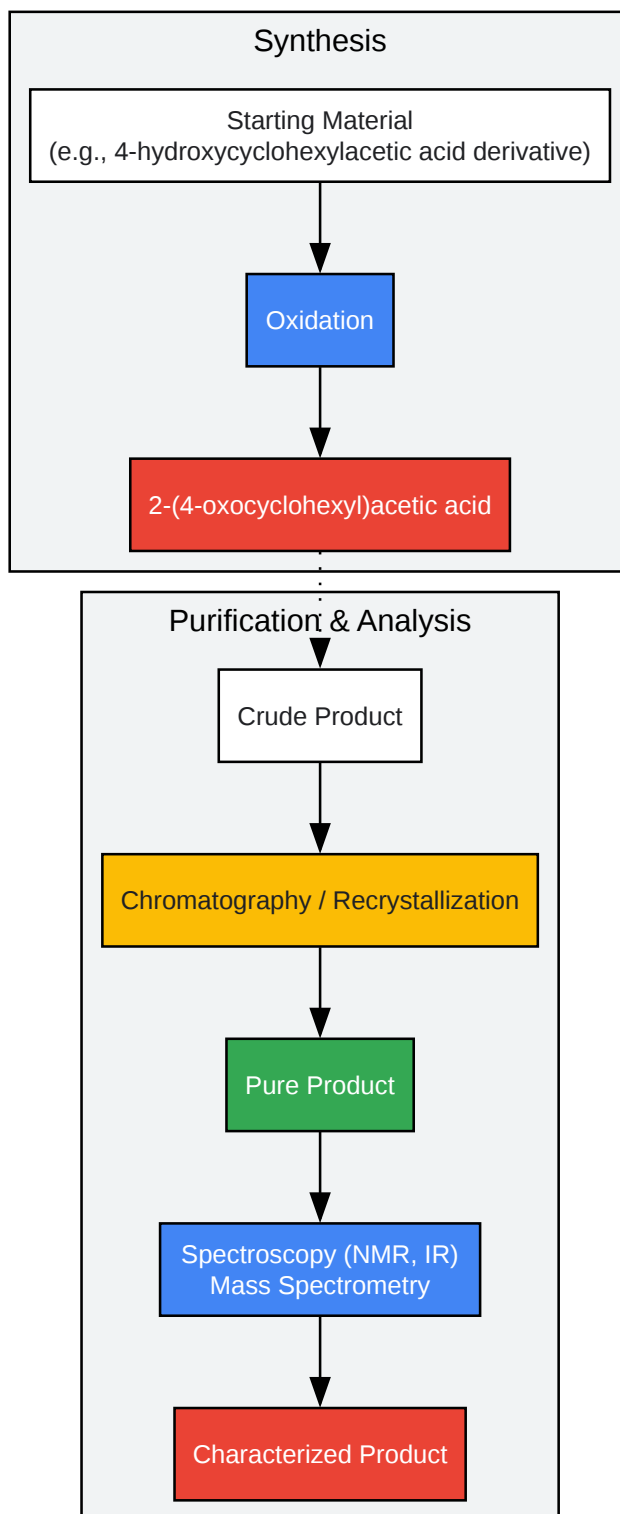 Synthesis
Starting Material
(e.g., 4-hydroxycyclohexylacetic acid derivative)
Oxidation
2-(4-oxocyclohexyl)acetic acid
Purification & Analysis
Crude Product
Chromatography / Recrystallization
Pure Product
Spectroscopy (NMR, IR)
Mass Spectrometry
Characterized Product